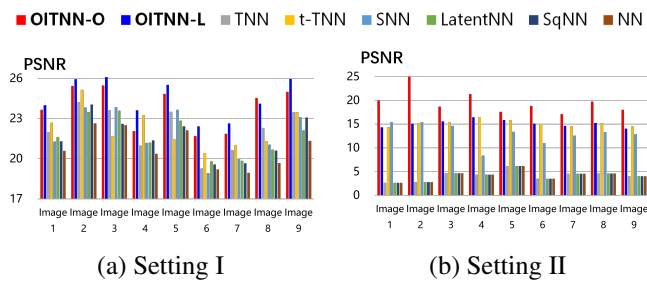 OITNN-O OITNN-L TNN t-TNN SNN LatentNN SqNN NN
PSNR
26
23
20
17
Image Image Image Image Image Image Image Image Image
1 2 3 4 5 6 7 8 9
(a) Setting I
PSNR
25
20
15
10
5
0
Image Image Image Image Image Image Image Image Image
1 2 3 4 5 6 7 8 9
(b) Setting II